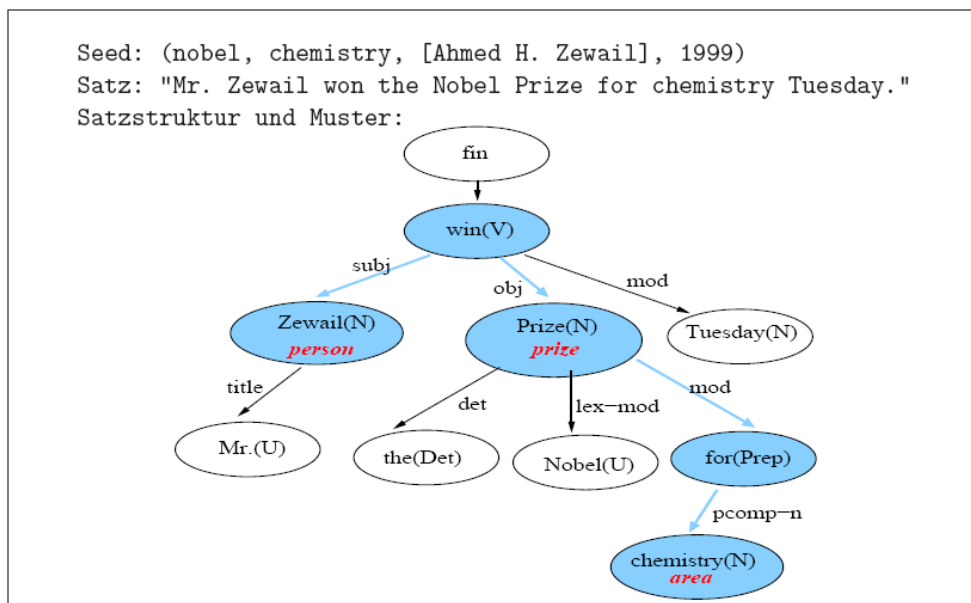 Seed: (nobel, chemistry, [Ahmed H. Zewail], 1999)
Satz: "Mr. Zewail won the Nobel Prize for chemistry Tuesday."
Satzstruktur und Muster:
fin
win(V)
subj
obj
mod
Zewail(N)
person
Prize(N)
prize
Tuesday(N)
title
det
lex-mod
mod
Mr.(U)
the(Det)
Nobel(U)
for(Prep)
pcomp-n
chemistry(N)
area